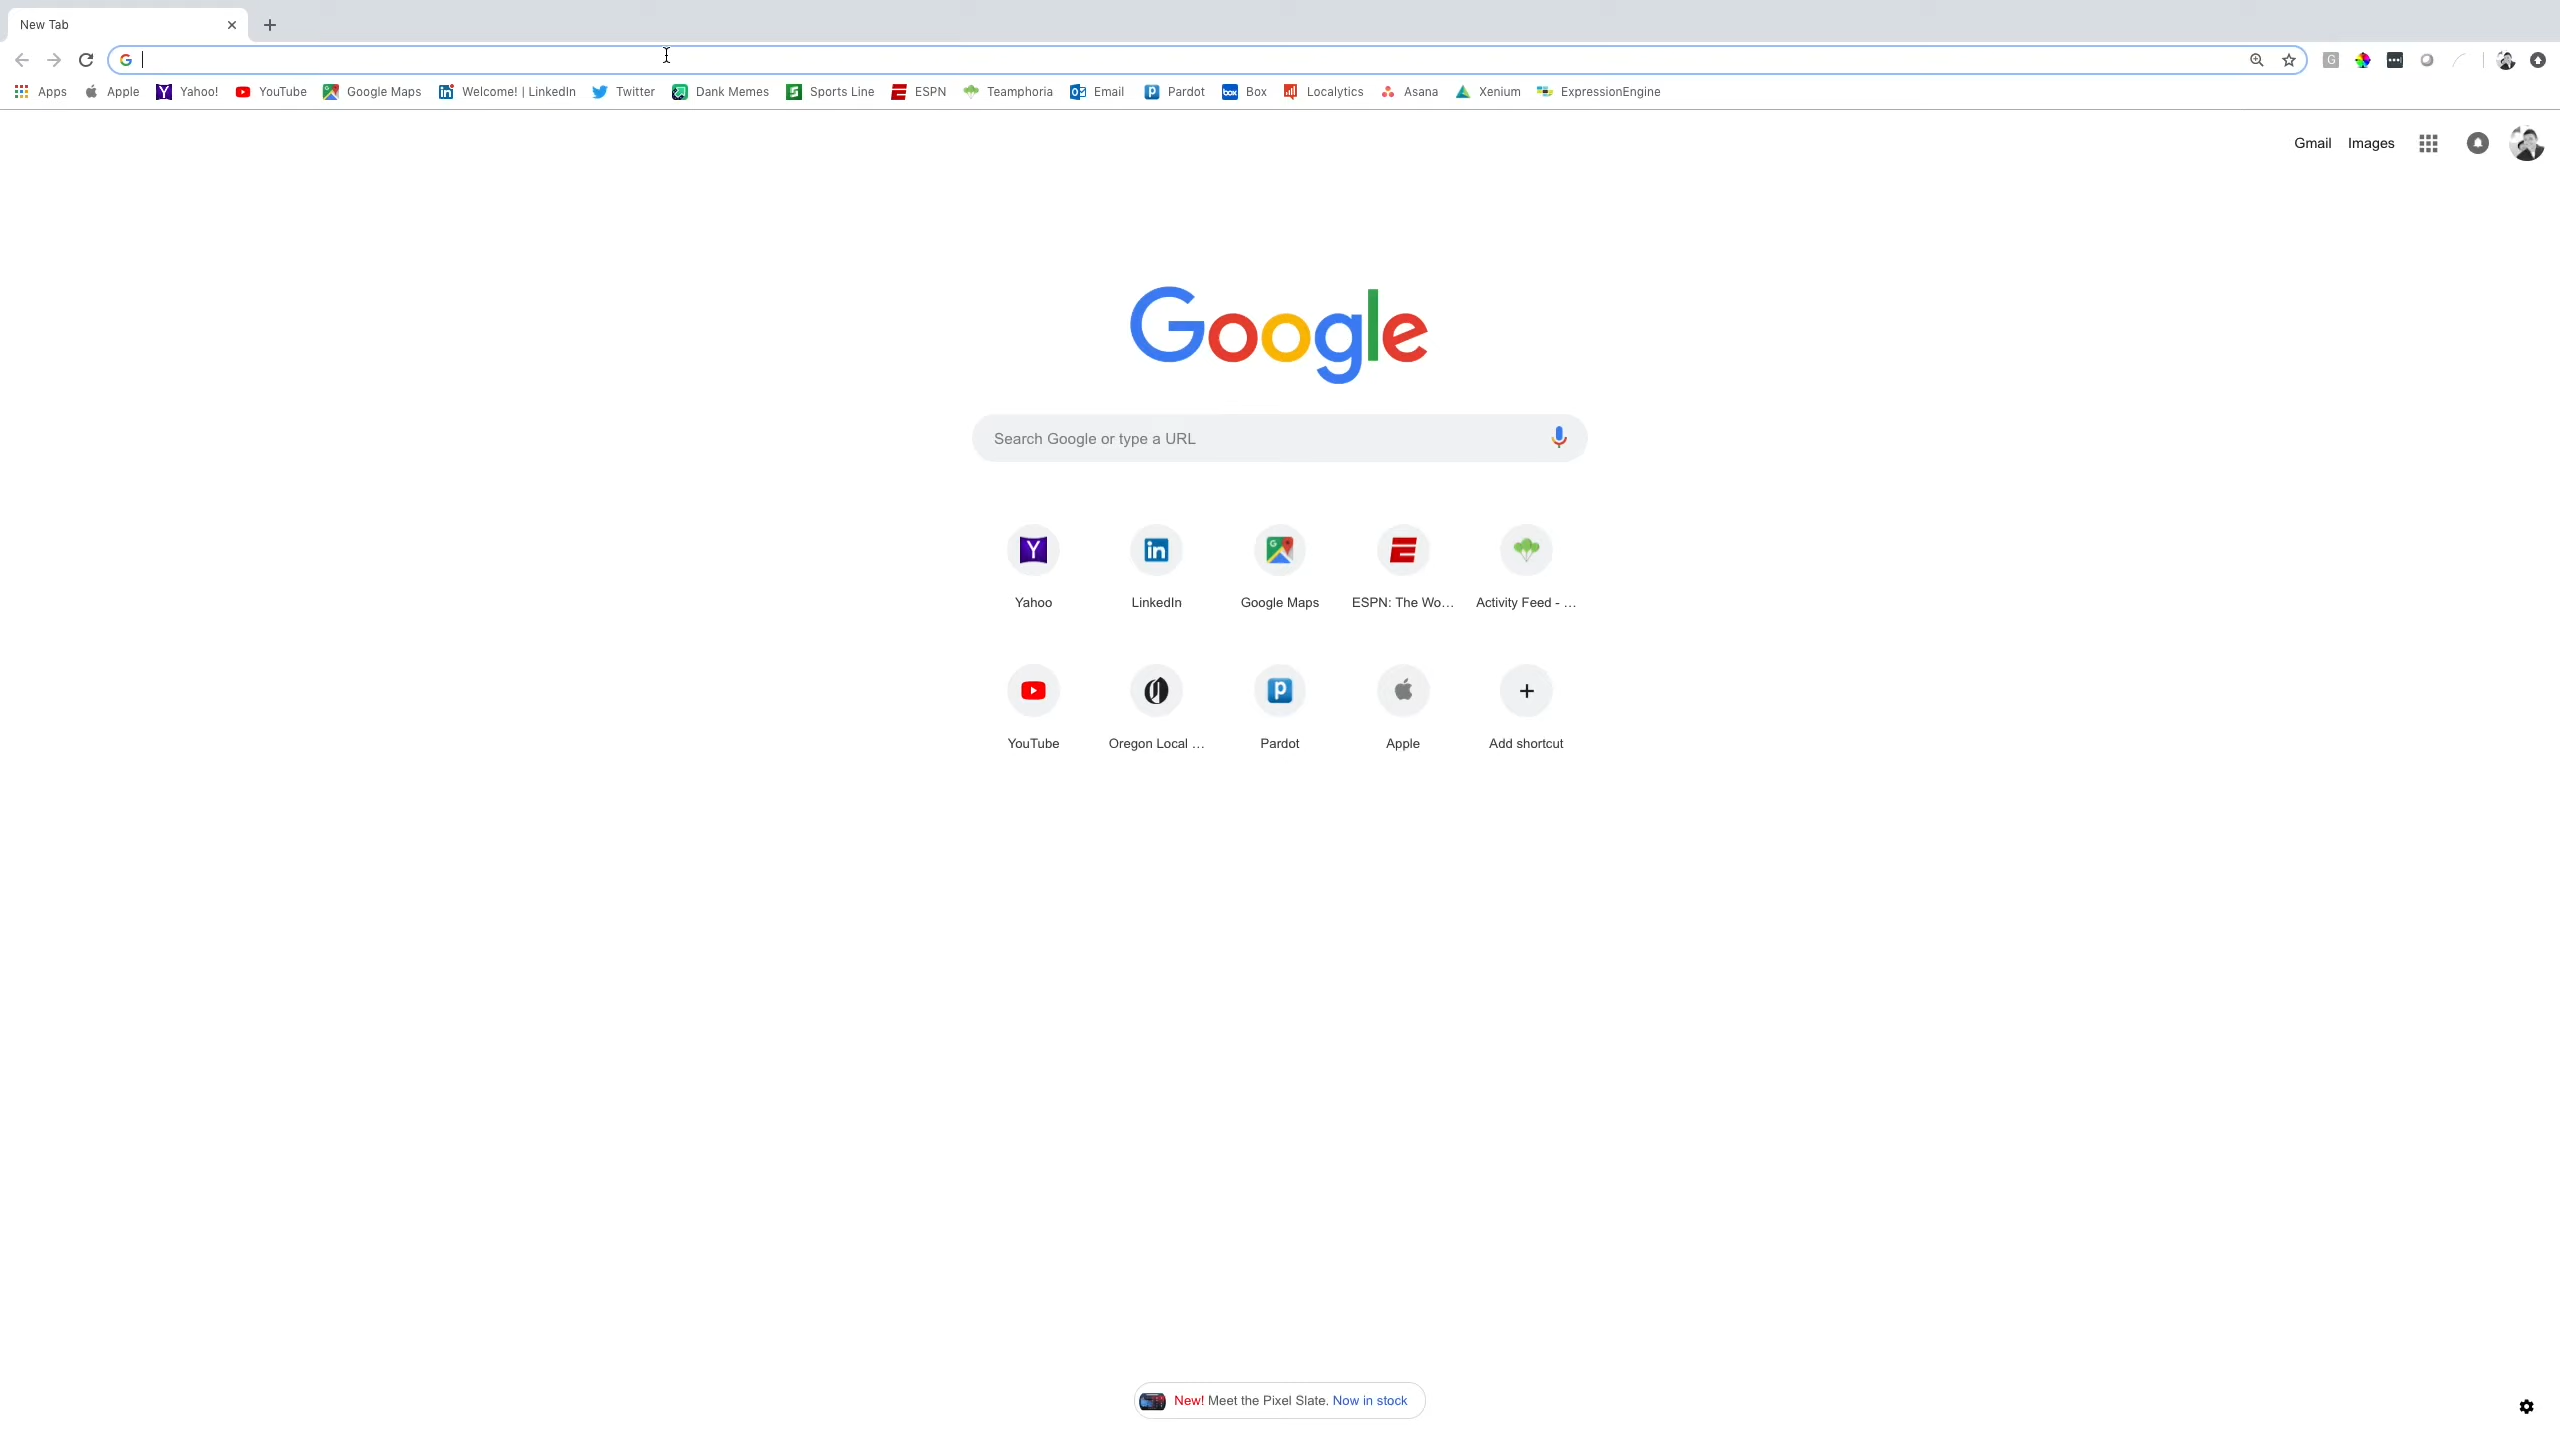 New Tab
Apps Apple Yahoo! YouTube Google Maps Welcome! | LinkedIn Twitter Dank Memes Sports Line ESPN Teamphoria Email Pardot Box Localytics Asana Xenium ExpressionEngine
Gmail Images
Google
Search Google or type a URL
Yahoo LinkedIn Google Maps ESPN: The Wo... Activity Feed - ...
YouTube Oregon Local ... Pardot Apple Add shortcut
New! Meet the Pixel Slate. Now in stock